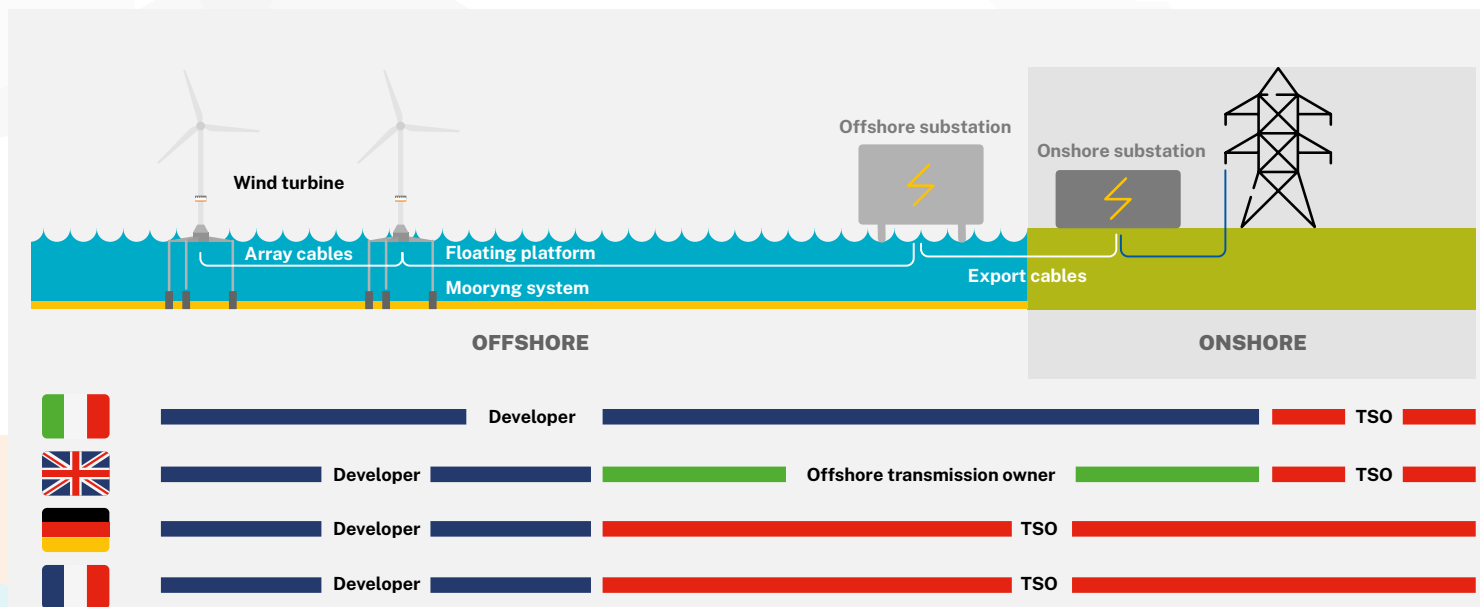 Offshore substation
Onshore substation
Wind turbine
Array cables
Floating platform
Export cables
Mooryng system
OFFSHORE
ONSHORE
Developer
TSO
Developer
Offshore transmission owner
TSO
Developer
TSO
Developer
TSO